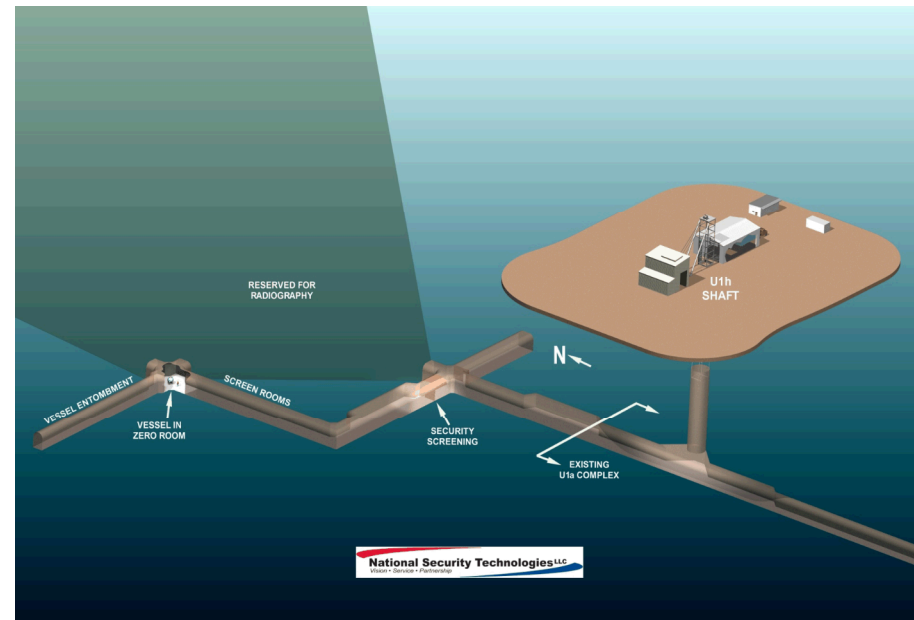 RESERVED FOR
RADIOGRAPHY
U1h
SHAFT
N
VESSEL ENTOMBMENT
SCREEN ROOMS
VESSEL IN
ZERO ROOM
SECURITY
SCREENING
EXISTING
U1a COMPLEX
National Security Technologies LLC
Vision • Service • Partnership